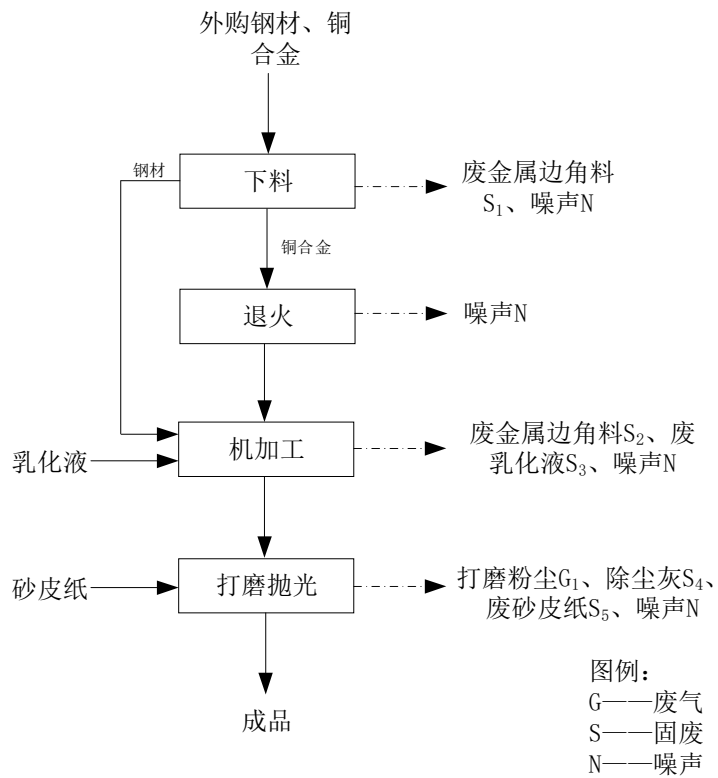 外购钢材、铜
合金
钢材
下料
废金属边角料
S₁、噪声N
铜合金
退火
噪声N
乳化液
机加工
废金属边角料S₂、废
乳化液S₃、噪声N
砂皮纸
打磨抛光
打磨粉尘G₁、除尘灰S₄、
废砂皮纸S₅、噪声N
成品
图例：
G——废气
S——固废
N——噪声